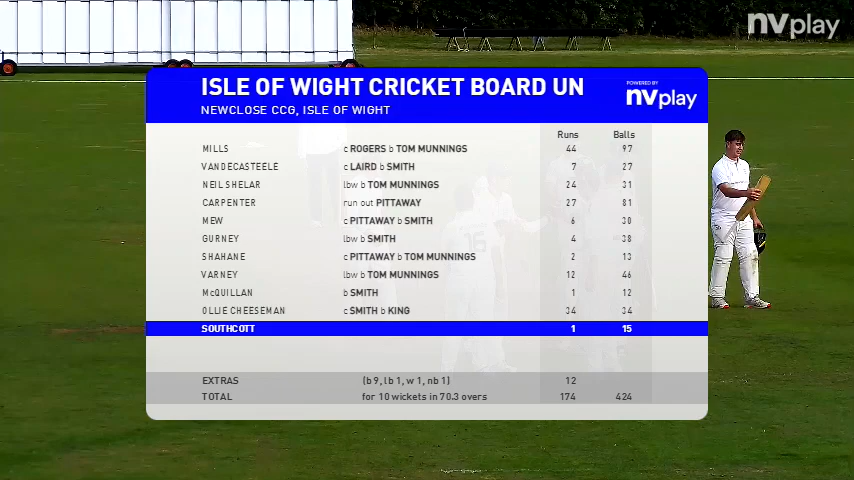 nvplay
ISLE OF WIGHT CRICKET BOARD UN
NEWCLOSE CCG, ISLE OF WIGHT
POWERED BY
nvplay
Runs Balls
MILLS c ROGERS b TOM MUNNINGS 44 97
VANDECASTEELE c LAIRD b SMITH 7 27
NEIL SHELAR lbw b TOM MUNNINGS 24 31
CARPENTER run out PITTAWAY 27 81
MEW c PITTAWAY b SMITH 6 30
GURNEY lbw b SMITH 4 38
SHAHANE c PITTAWAY b TOM MUNNINGS 2 13
VARNEY lbw b TOM MUNNINGS 12 46
McQUILLAN b SMITH 1 12
OLLIE CHEESEMAN c SMITH b KING 34 34
SOUTHCOTT 1 15
EXTRAS (b 9, lb 1, w 1, nb 1) 12
TOTAL for 10 wickets in 70.3 overs 174 424